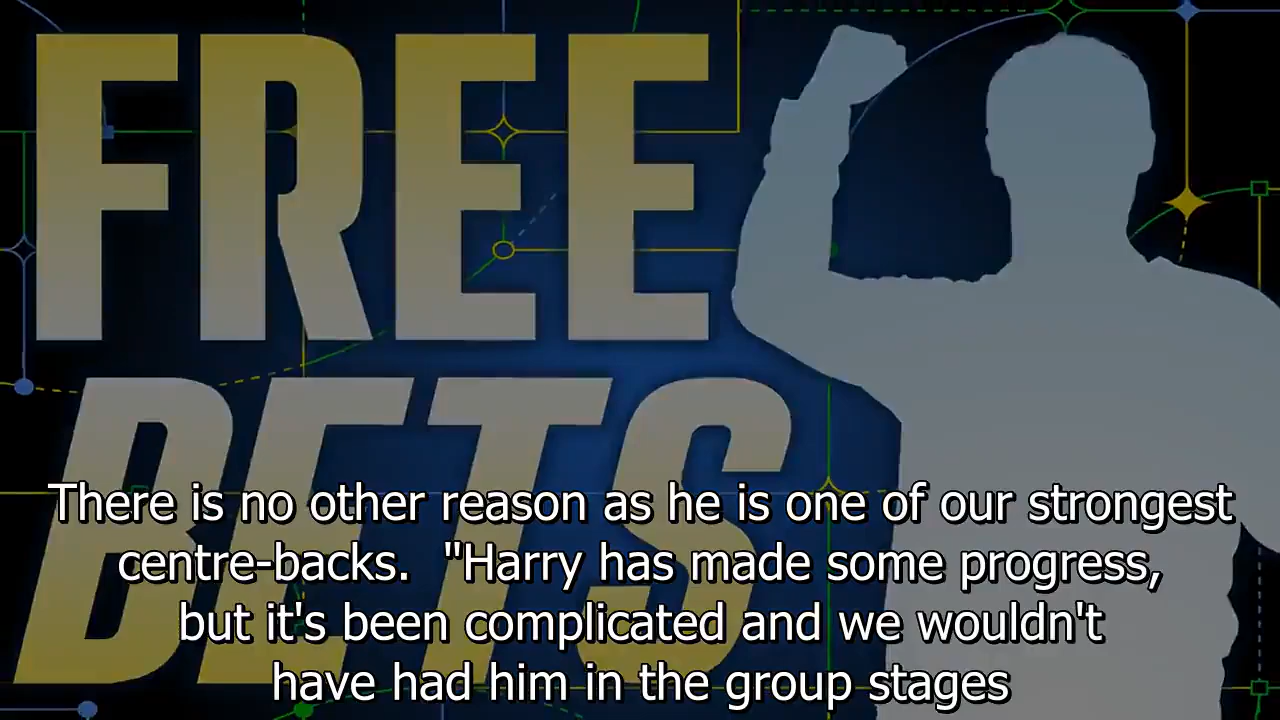 FREE
BETS
There is no other reason as he is one of our strongest
centre-backs.  "Harry has made some progress,
but it's been complicated and we wouldn't
have had him in the group stages